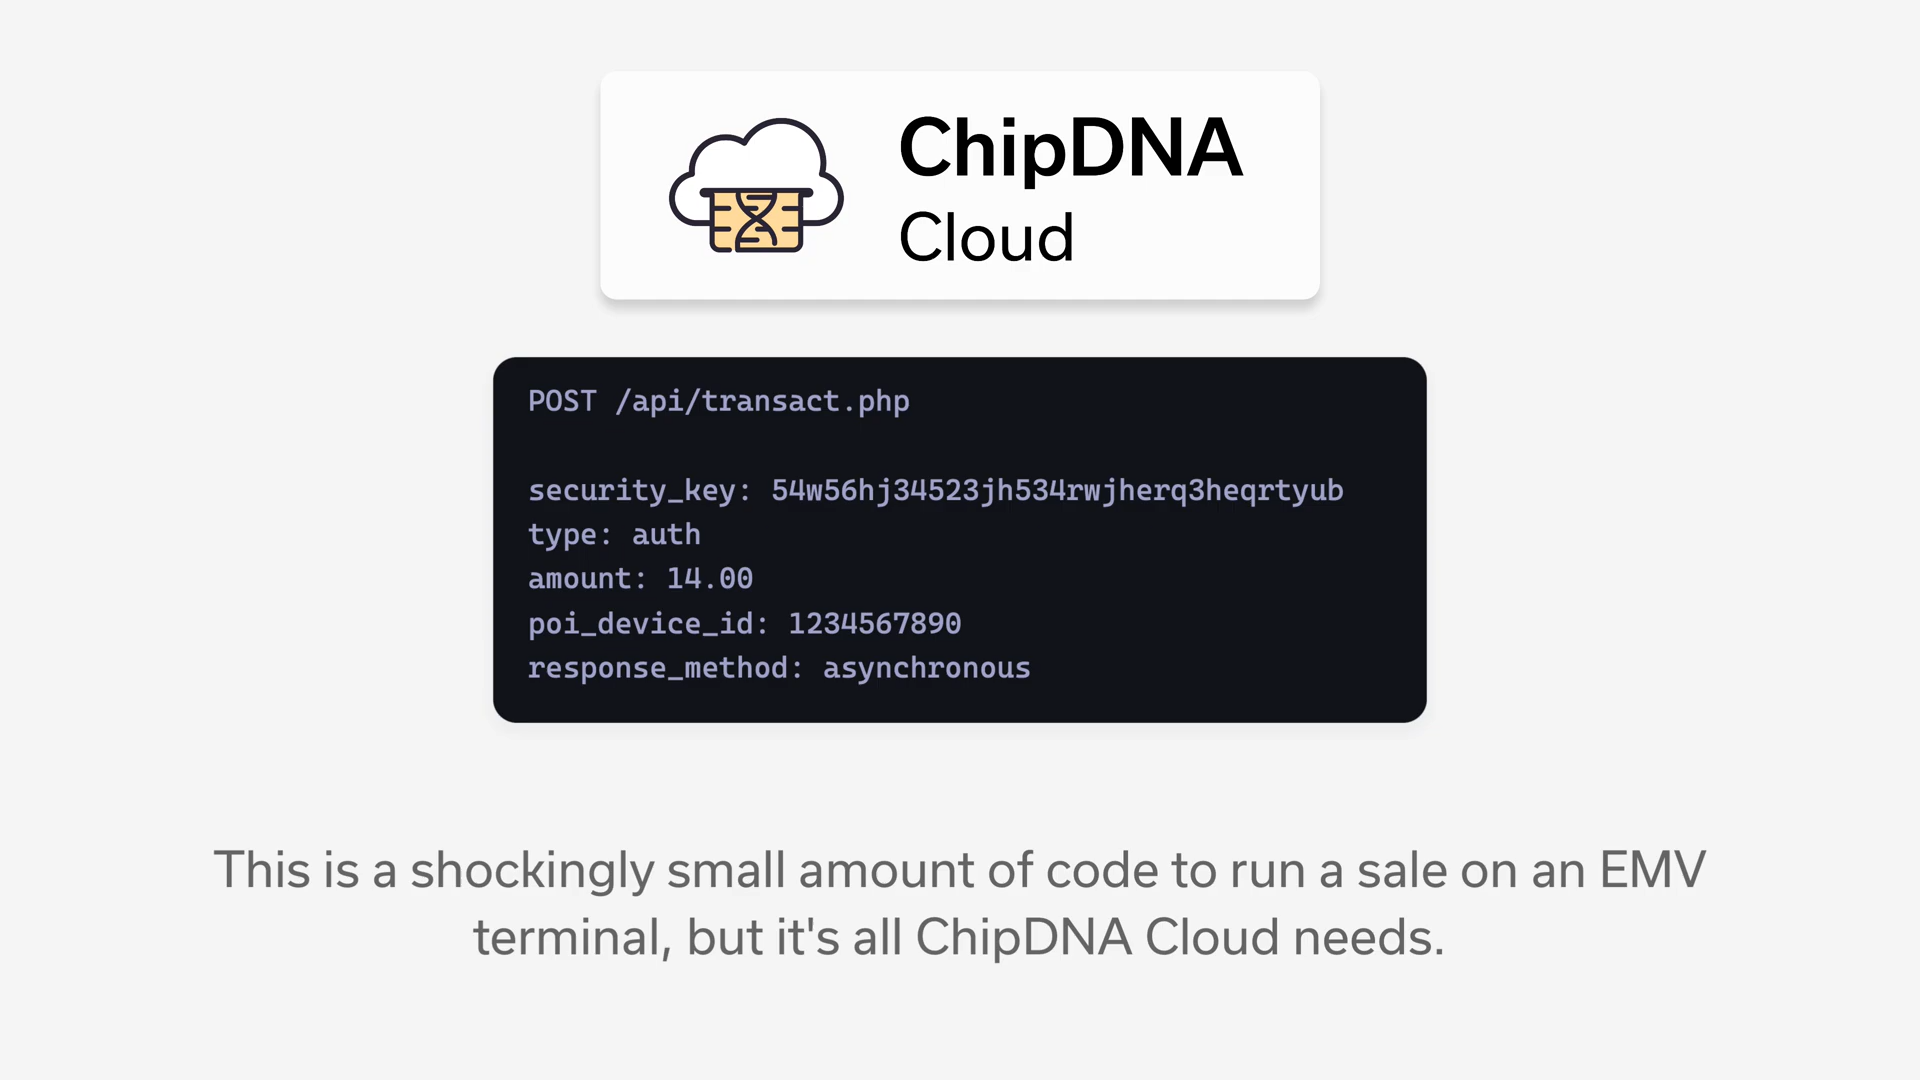 ChipDNA
Cloud
POST /api/transact.php
security_key: 54w56hj34523jh534rwjherq3heqrtyub
type: auth
amount: 14.00
poi_device_id: 1234567890
response_method: asynchronous
This is a shockingly small amount of code to run a sale on an EMV
terminal, but it's all ChipDNA Cloud needs.